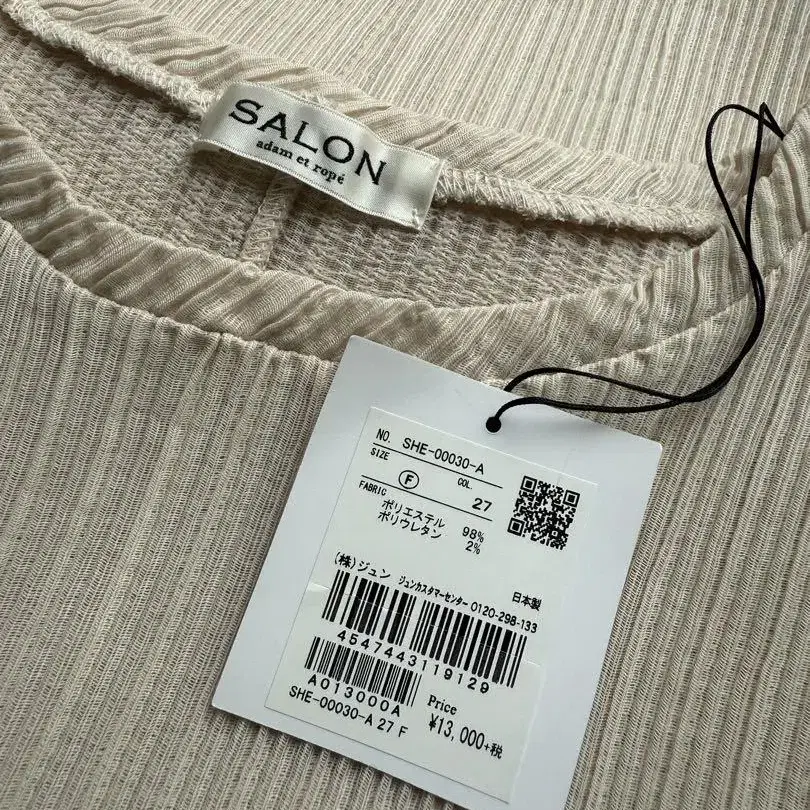 SALON
adam et ropé
NO. SHE-00030-A
SIZE COL.
F 27
FABRIC
ポリエステル 98%
ポリウレタン 2%
日本製
(株)ジュン ジュンカスタマーセンター 0120-298-133
4547443119129
A013000A
SHE-00030-A 27 F
Price
¥13,000+税